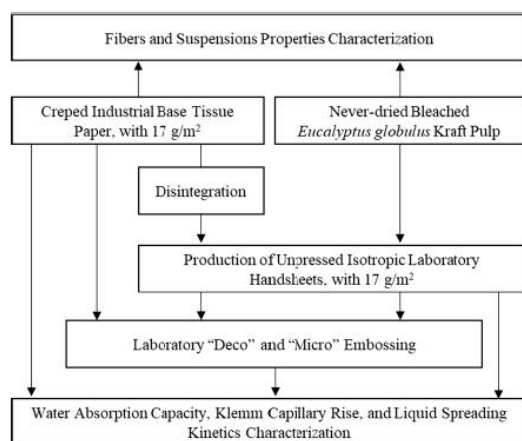 Fibers and Suspensions Properties Characterization
Creped Industrial Base Tissue
Paper, with 17 g/m²
Never-dried Bleached
Eucalyptus globulus Kraft Pulp
Disintegration
Production of Unpressed Isotropic Laboratory
Handsheets, with 17 g/m²
Laboratory “Deco” and “Micro” Embossing
Water Absorption Capacity, Klemm Capillary Rise, and Liquid Spreading
Kinetics Characterization